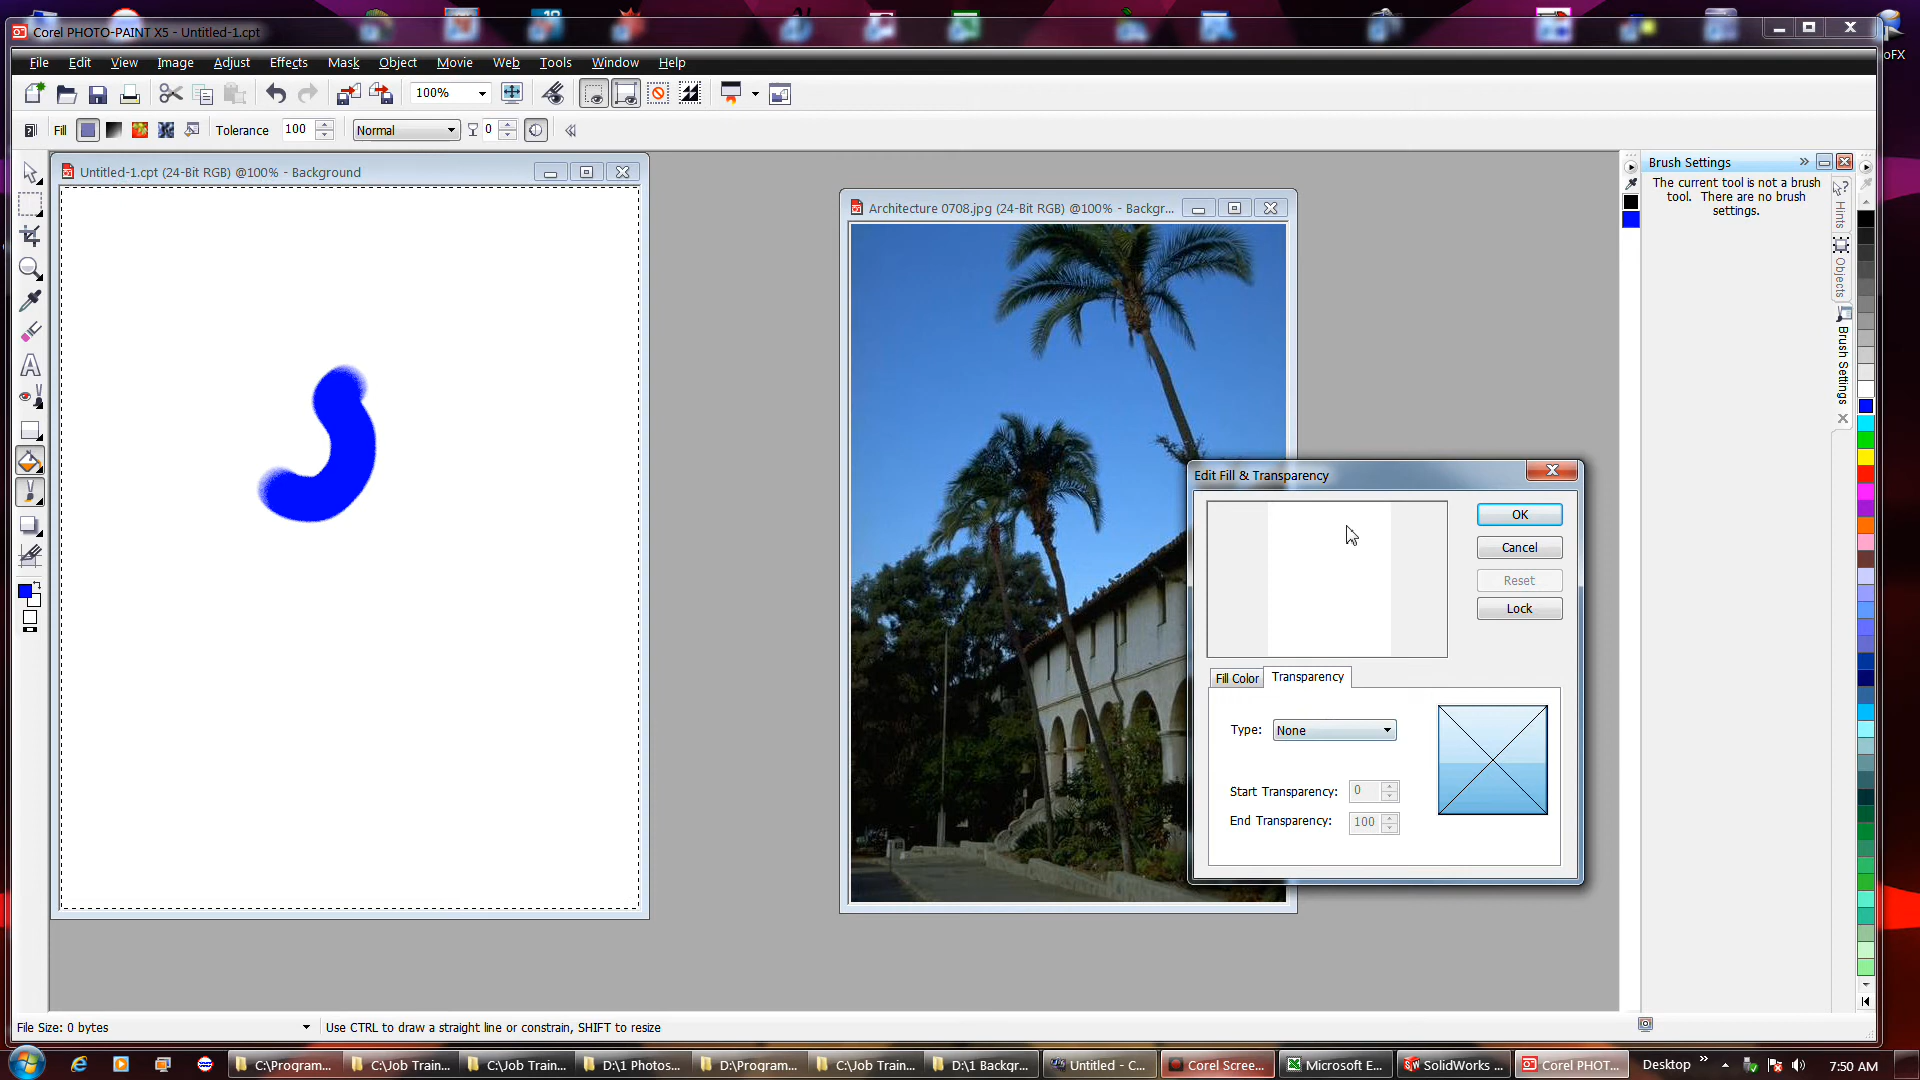 Corel PHOTO-PAINT X5 - Untitled-1.cpt
oFX
File Edit View Image Adjust Effects Mask Object Movie Web Tools Window Help
100%
Fill Tolerance 100 Normal 0
Untitled-1.cpt (24-Bit RGB) @100% - Background
Architecture 0708.jpg (24-Bit RGB) @100% - Backgr...
Brush Settings
The current tool is not a brush
tool. There are no brush
settings.
Hints
Objects
Brush Settings
Edit Fill & Transparency
OK
Cancel
Reset
Lock
Fill Color Transparency
Type: None
Start Transparency: 0
End Transparency: 100
File Size: 0 bytes
Use CTRL to draw a straight line or constrain, SHIFT to resize
C:\Program... C:\Job Train... C:\Job Train... D:\1 Photos... D:\Program... C:\Job Train... D:\1 Backgr... Untitled - C... Corel Scree... Microsoft E... SolidWorks ... Corel PHOT... Desktop 7:50 AM